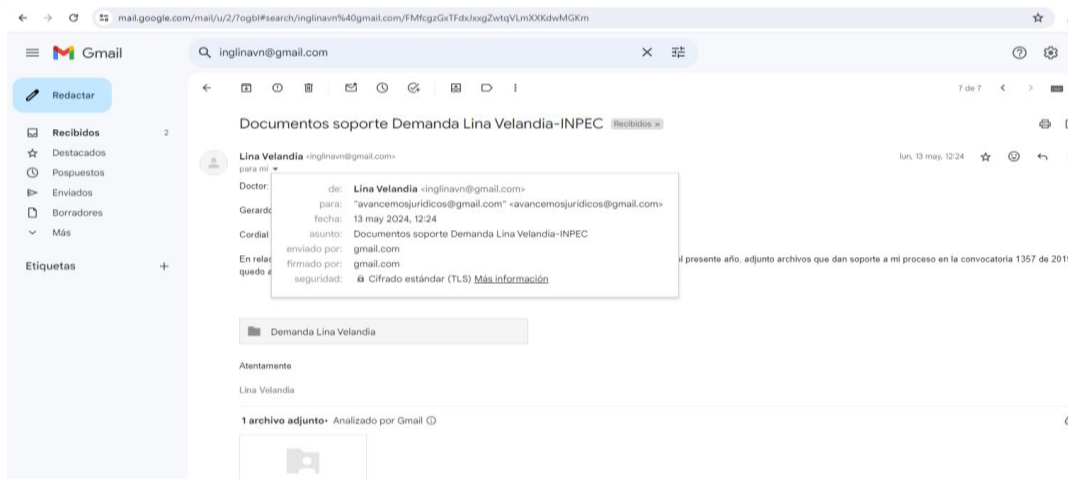 mail.google.com/mail/u/2/?ogbl#search/inglinavn%40gmail.com/FMfcgzGxTFdxJxxgZwtqVLmXXKdwMGKm
Gmail
inglinavn@gmail.com
Redactar
7 de 7
Recibidos 2
Destacados
Pospuestos
Enviados
Borradores
Más
Etiquetas
Documentos soporte Demanda Lina Velandia-INPEC Recibidos x
Lina Velandia <inglinavn@gmail.com>
lun, 13 may, 12:24
para mí
Doctor
de: Lina Velandia <inglinavn@gmail.com>
para: "avancemosjuridicos@gmail.com" <avancemosjuridicos@gmail.com>
fecha: 13 may 2024, 12:24
asunto: Documentos soporte Demanda Lina Velandia-INPEC
enviado por: gmail.com
firmado por: gmail.com
seguridad: Cifrado estándar (TLS) Más información
Gerardo
Cordial
En relac
l presente año, adjunto archivos que dan soporte a mi proceso en la convocatoria 1357 de 2019
quedo a
Demanda Lina Velandia
Atentamente
Lina Velandia
1 archivo adjunto • Analizado por Gmail